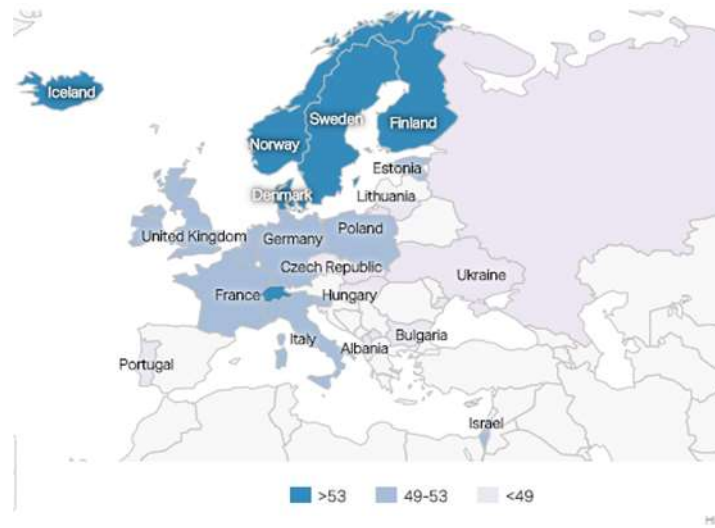 Iceland
Sweden
Finland
Norway
Estonia
Denmark
Lithuania
Poland
United Kingdom
Germany
Czech Republic
Ukraine
France
Hungary
Italy
Bulgaria
Albania
Portugal
Israel
>53
49-53
<49